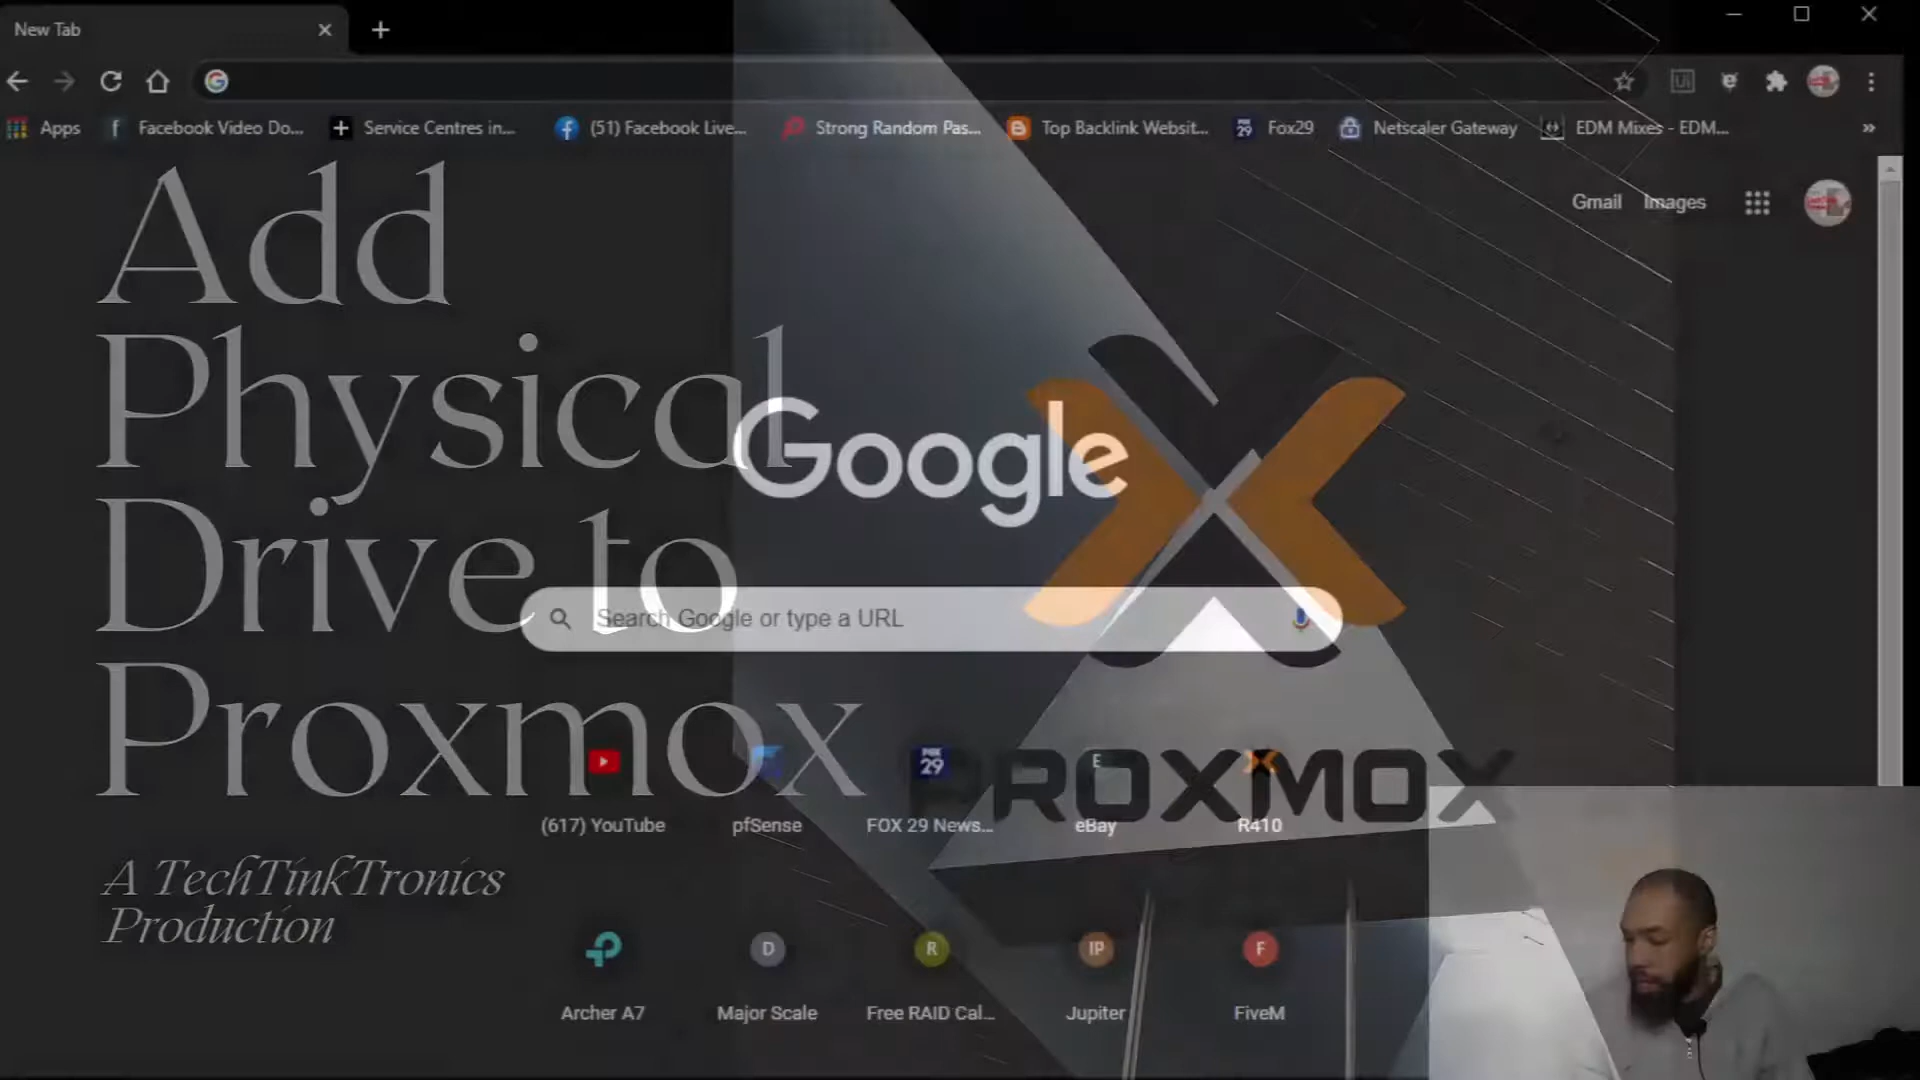 New Tab
Apps
Facebook Video Do...
Service Centres in...
(51) Facebook Live...
Strong Random Pas...
Top Backlink Websit...
Fox29
Netscaler Gateway
EDM Mixes - EDM...
Gmail
Images
Add
Physical
Drive to
Proxmox
A TechTinkTronics
Production
Google
Search Google or type a URL
PROXMOX
FOX
29
E
(617) YouTube
pfSense
FOX 29 News...
eBay
R410
D
R
IP
F
Archer A7
Major Scale
Free RAID Cal...
Jupiter
FiveM